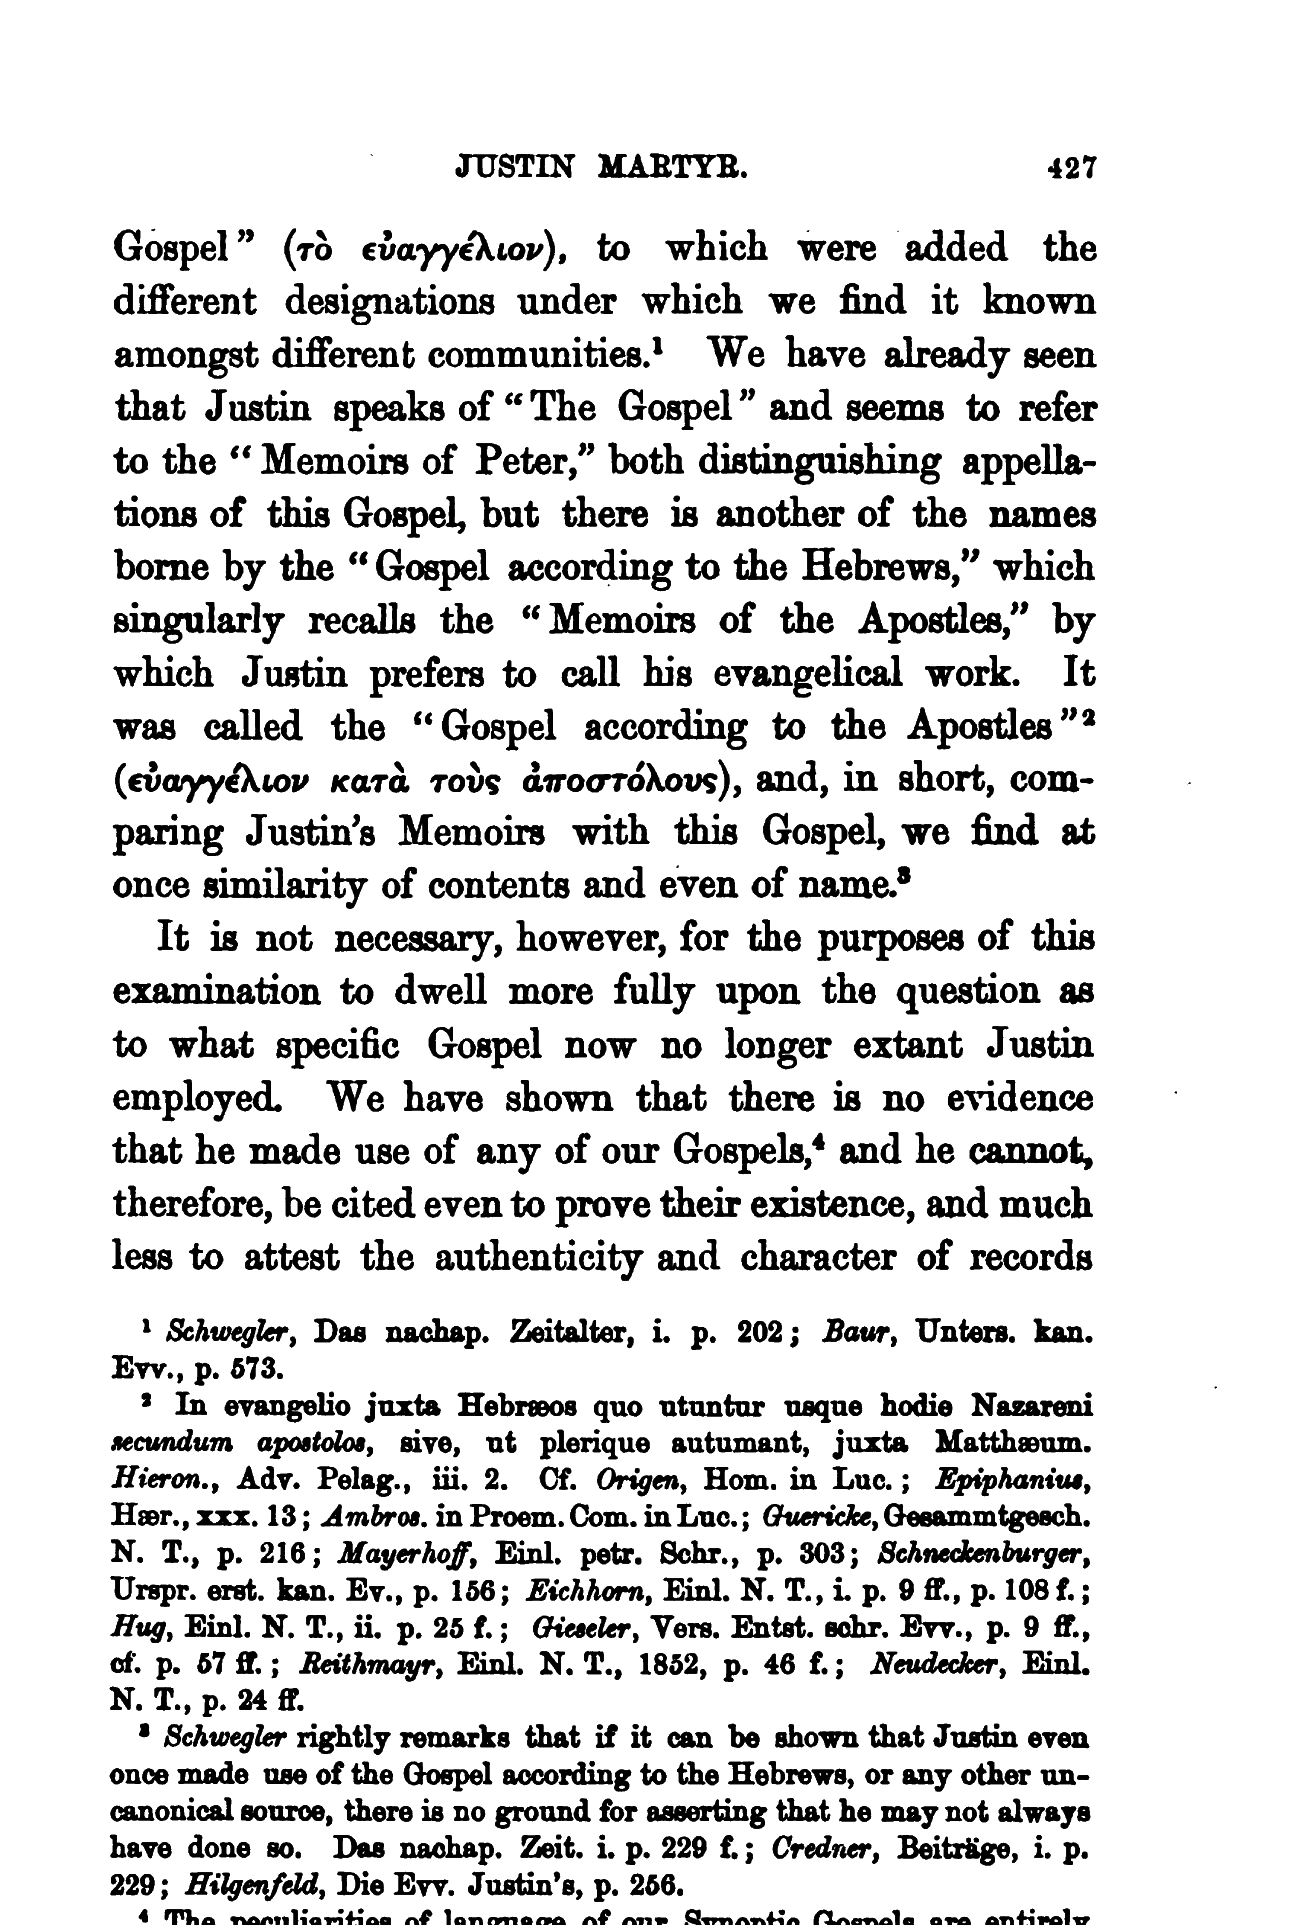 JUSTIN MARTYR. 427
Gospel” (τὸ εὐαγγέλιον), to which were added the
different designations under which we find it known
amongst different communities.¹ We have already seen
that Justin speaks of “The Gospel” and seems to refer
to the “Memoirs of Peter,” both distinguishing appella-
tions of this Gospel, but there is another of the names
borne by the “Gospel according to the Hebrews,” which
singularly recalls the “Memoirs of the Apostles,” by
which Justin prefers to call his evangelical work. It
was called the “Gospel according to the Apostles”²
(εὐαγγέλιον κατὰ τοὺς ἀποστόλους), and, in short, com-
paring Justin’s Memoirs with this Gospel, we find at
once similarity of contents and even of name.³
It is not necessary, however, for the purposes of this
examination to dwell more fully upon the question as
to what specific Gospel now no longer extant Justin
employed. We have shown that there is no evidence
that he made use of any of our Gospels,⁴ and he cannot,
therefore, be cited even to prove their existence, and much
less to attest the authenticity and character of records
¹ Schwegler, Das nachap. Zeitalter, i. p. 202; Baur, Unters. kan.
Evv., p. 573.
² In evangelio juxta Hebræos quo utuntur usque hodie Nazareni
secundum apostolos, sive, ut plerique autumant, juxta Matthæum.
Hieron., Adv. Pelag., iii. 2. Cf. Origen, Hom. in Luc.; Epiphanius,
Hær., xxx. 13; Ambros. in Proem. Com. in Luc.; Guericke, Gesammtgesch.
N. T., p. 216; Mayerhoff, Einl. petr. Schr., p. 303; Schneckenburger,
Urspr. erst. kan. Ev., p. 156; Eichhorn, Einl. N. T., i. p. 9 ff., p. 108 f.;
Hug, Einl. N. T., ii. p. 25 f.; Gieseler, Vers. Entst. schr. Evv., p. 9 ff.,
cf. p. 57 ff.; Reithmayr, Einl. N. T., 1852, p. 46 f.; Neudecker, Einl.
N. T., p. 24 ff.
³ Schwegler rightly remarks that if it can be shown that Justin even
once made use of the Gospel according to the Hebrews, or any other un-
canonical source, there is no ground for asserting that he may not always
have done so. Das nachap. Zeit. i. p. 229 f.; Credner, Beiträge, i. p.
229; Hilgenfeld, Die Evv. Justin's, p. 256.
⁴ The peculiarities of language of our Synoptic Gospels are entirely